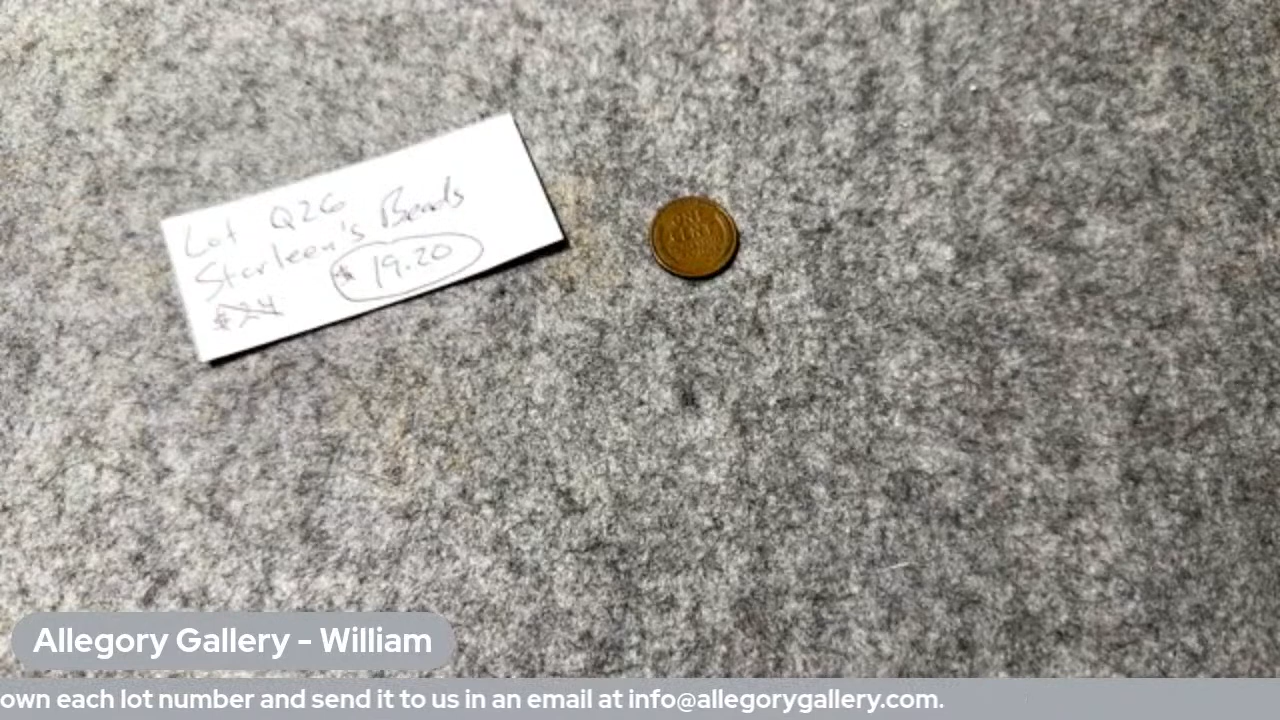 Lot Q26
Starleen's Beads
$24 $19.20
ONE
CENT
Allegory Gallery - William
own each lot number and send it to us in an email at info@allegorygallery.com.